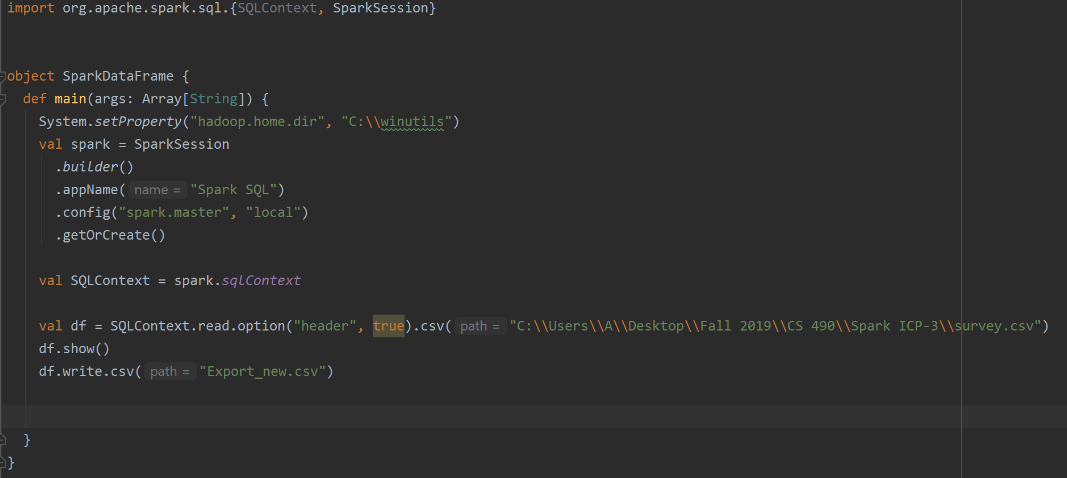 import org.apache.spark.sql.{SQLContext, SparkSession}
object SparkDataFrame {
def main(args: Array[String]) {
System.setProperty("hadoop.home.dir", "C:\\winutils")
val spark = SparkSession
.builder()
.appName( name = "Spark SQL")
.config("spark.master", "local")
.getOrCreate()
val SQLContext = spark.sqlContext
val df = SQLContext.read.option("header", true).csv( path = "C:\\Users\\A\\Desktop\\Fall 2019\\CS 490\\Spark ICP-3\\survey.csv")
df.show()
df.write.csv( path = "Export_new.csv")
}
}